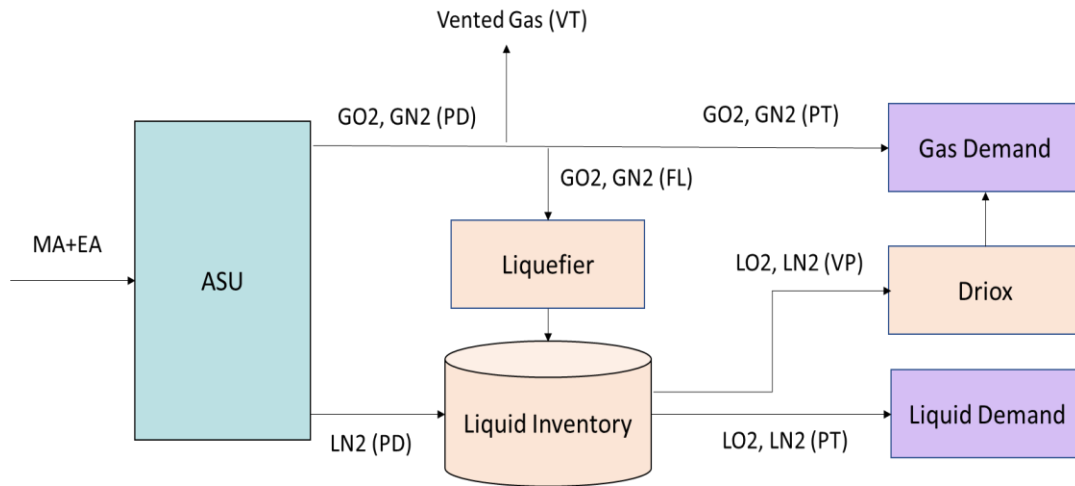 Vented Gas (VT)
GO2, GN2 (PD)
GO2, GN2 (PT)
Gas Demand
GO2, GN2 (FL)
MA+EA
ASU
Liquefier
LO2, LN2 (VP)
Driox
Liquid Inventory
Liquid Demand
LN2 (PD)
LO2, LN2 (PT)